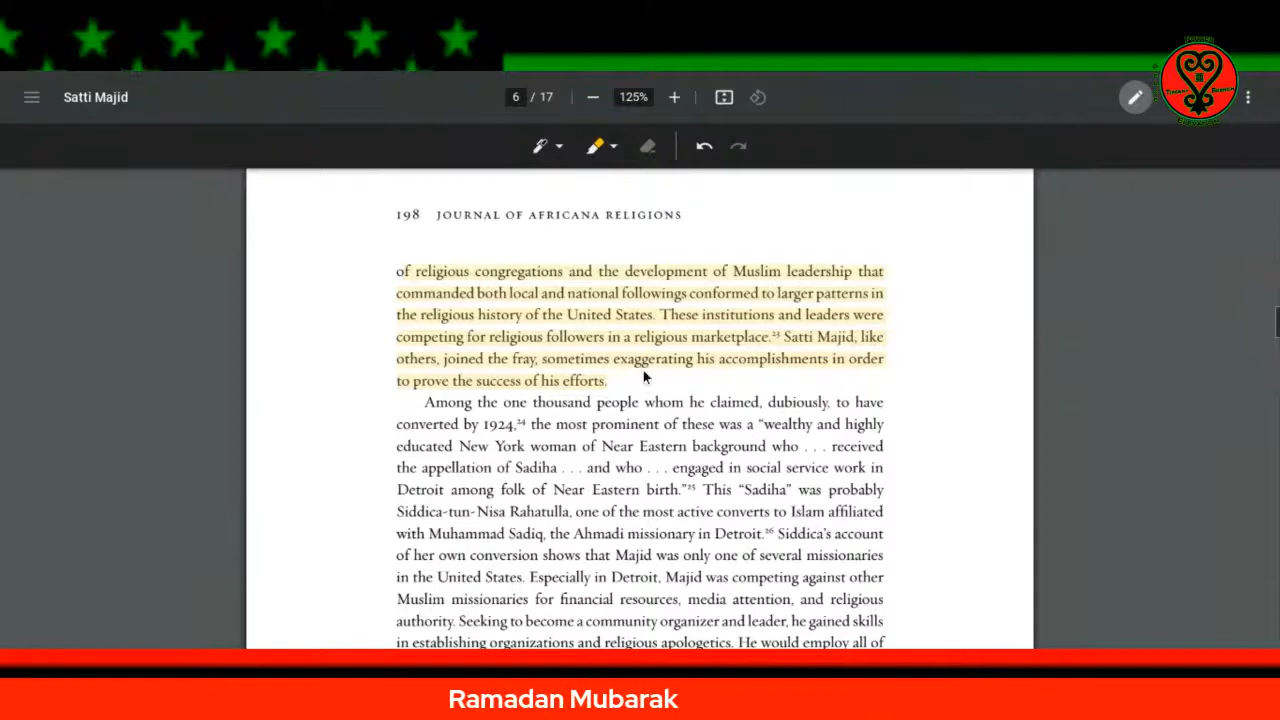 Satti Majid
6 / 17
125%
198 JOURNAL OF AFRICANA RELIGIONS
of religious congregations and the development of Muslim leadership that
commanded both local and national followings conformed to larger patterns in
the religious history of the United States. These institutions and leaders were
competing for religious followers in a religious marketplace.23 Satti Majid, like
others, joined the fray, sometimes exaggerating his accomplishments in order
to prove the success of his efforts.
Among the one thousand people whom he claimed, dubiously, to have
converted by 1924,24 the most prominent of these was a “wealthy and highly
educated New York woman of Near Eastern background who . . . received
the appellation of Sadiha . . . and who . . . engaged in social service work in
Detroit among folk of Near Eastern birth.”25 This “Sadiha” was probably
Siddica-tun-Nisa Rahatulla, one of the most active converts to Islam affiliated
with Muhammad Sadiq, the Ahmadi missionary in Detroit.26 Siddica’s account
of her own conversion shows that Majid was only one of several missionaries
in the United States. Especially in Detroit, Majid was competing against other
Muslim missionaries for financial resources, media attention, and religious
authority. Seeking to become a community organizer and leader, he gained skills
in establishing organizations and religious apologetics. He would employ all of
Ramadan Mubarak